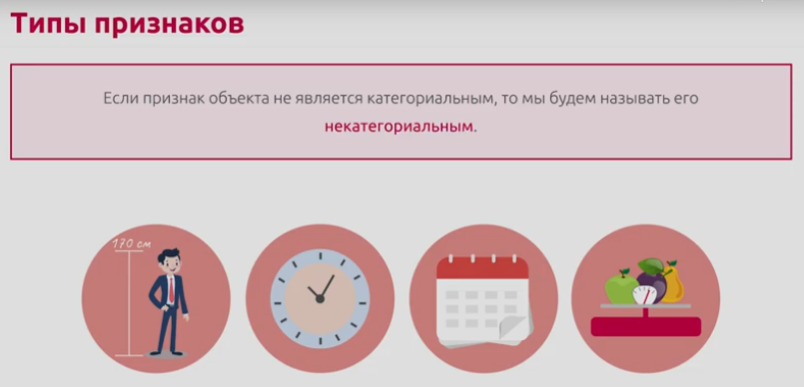 Типы признаков
Если признак объекта не является категориальным, то мы будем называть его
некатегориальным.
170 см